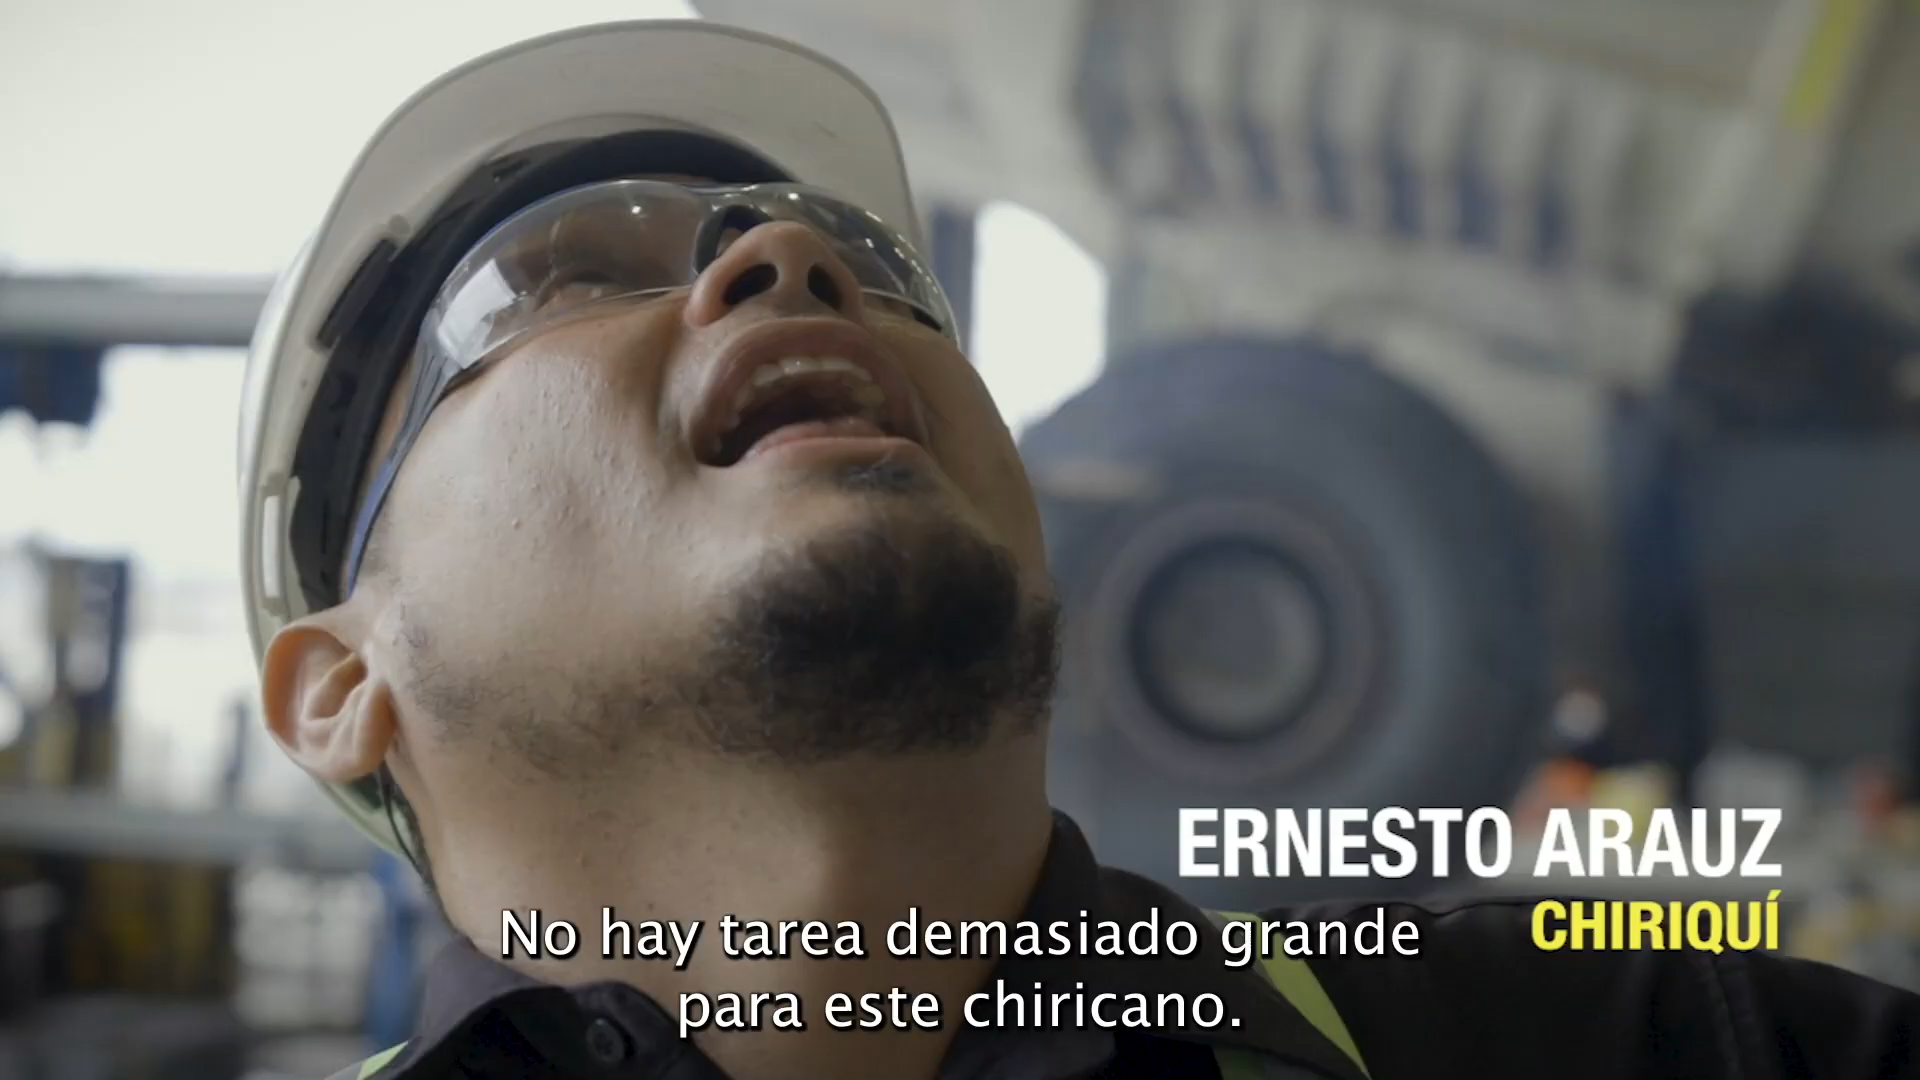 ERNESTO ARAUZ
CHIRIQUÍ
No hay tarea demasiado grande
para este chiricano.